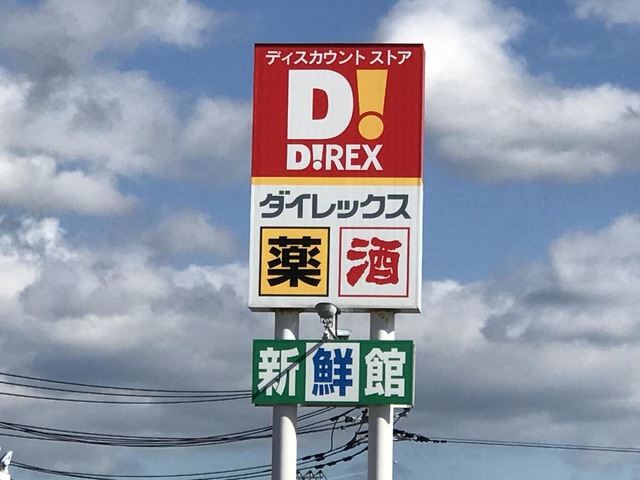 ディスカウント ストア
D!
D!REX
ダイレックス
薬 酒
新鮮館